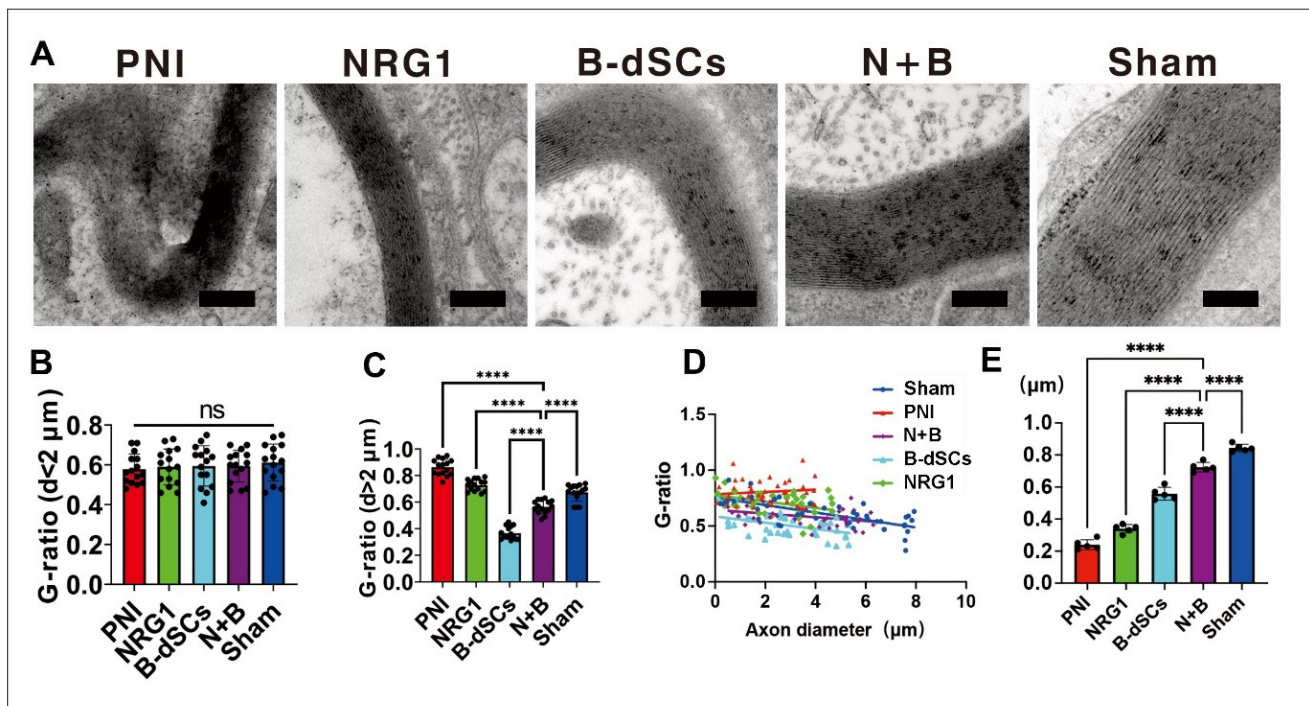 A
PNI NRG1 B-dSCs N+B Sham
B
G-ratio (d<2 μm)
ns
0.8
0.6
0.4
0.2
0.0
PNI
NRG1
B-dSCs
N+B
Sham
C
G-ratio (d>2 μm)
****
**** ****
****
1.0
0.8
0.6
0.4
0.2
0.0
PNI
NRG1
B-dSCs
N+B
Sham
D
G-ratio
1.5
1.0
0.5
0.0
0 2 4 6 8 10
Axon diameter (μm)
Sham
PNI
N+B
B-dSCs
NRG1
E
(μm)
****
**** ****
****
1.0
0.8
0.6
0.4
0.2
0.0
PNI
NRG1
B-dSCs
N+B
Sham